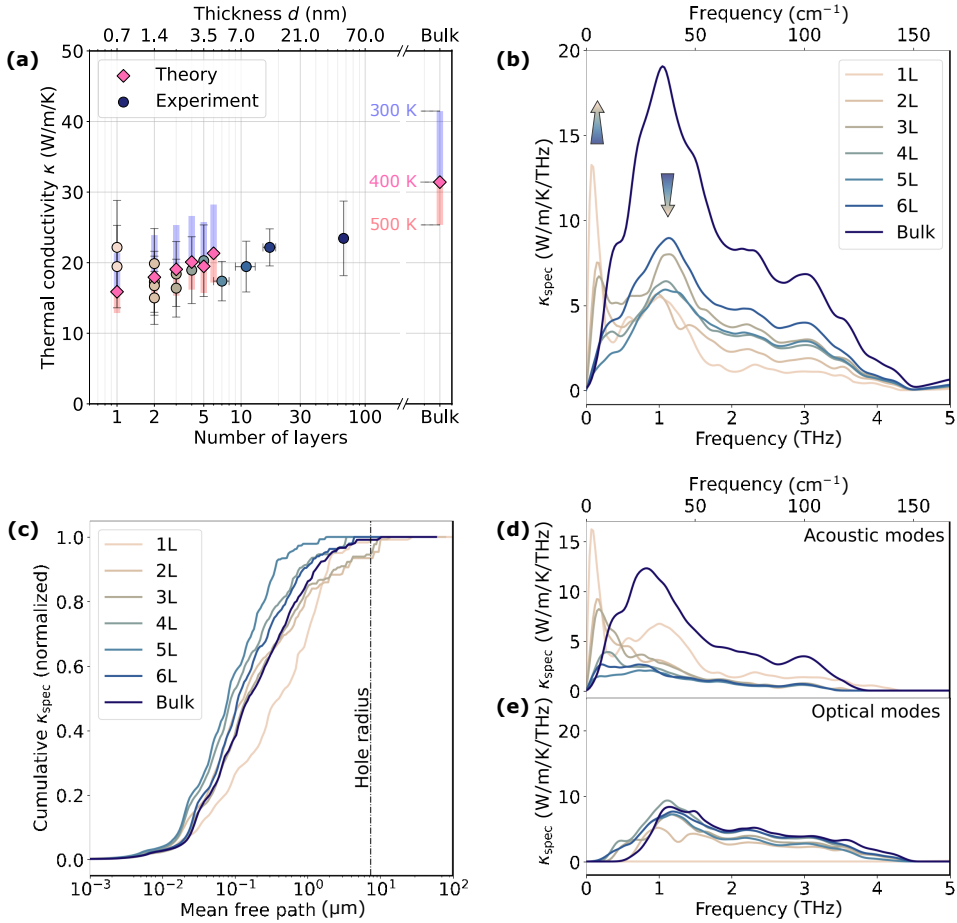 Thickness d (nm)
0.7 1.4 3.5 7.0 21.0 70.0 Bulk
(a)
50
40
30
20
10
0
Thermal conductivity κ (W/m/K)
Theory
Experiment
300 K
400 K
500 K
1 2 5 10 30 100 Bulk
Number of layers
Frequency (cm⁻¹)
0 50 100 150
(b)
20
15
10
5
0
κspec (W/m/K/THz)
1L
2L
3L
4L
5L
6L
Bulk
0 1 2 3 4 5
Frequency (THz)
(c)
1.0
0.8
0.6
0.4
0.2
0.0
Cumulative κspec (normalized)
1L
2L
3L
4L
5L
6L
Bulk
Hole radius
10⁻³ 10⁻² 10⁻¹ 10⁰ 10¹ 10²
Mean free path (μm)
Frequency (cm⁻¹)
0 50 100 150
(d)
Acoustic modes
15
10
5
0
κspec (W/m/K/THz)
(e)
Optical modes
10
0
κspec (W/m/K/THz)
0 1 2 3 4 5
Frequency (THz)